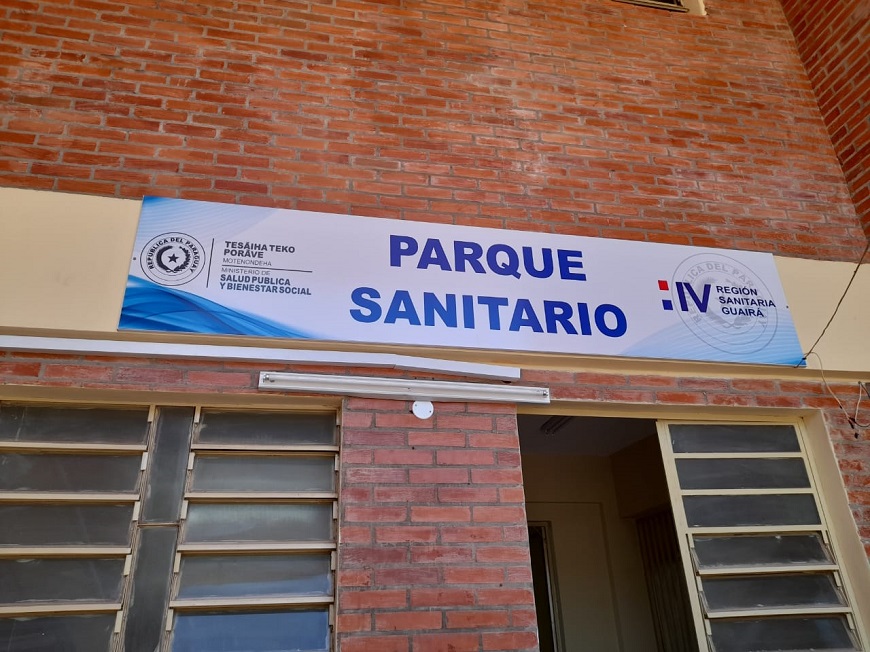 REPÚBLICA DEL PARAGUAY
TESÃIHA TEKO
PORÃVE
MOTENONDEHA
MINISTERIO DE
SALUD PUBLICA
Y BIENESTAR SOCIAL
PARQUE
SANITARIO
IV
REGIÓN
SANITARIA
GUAIRÁ